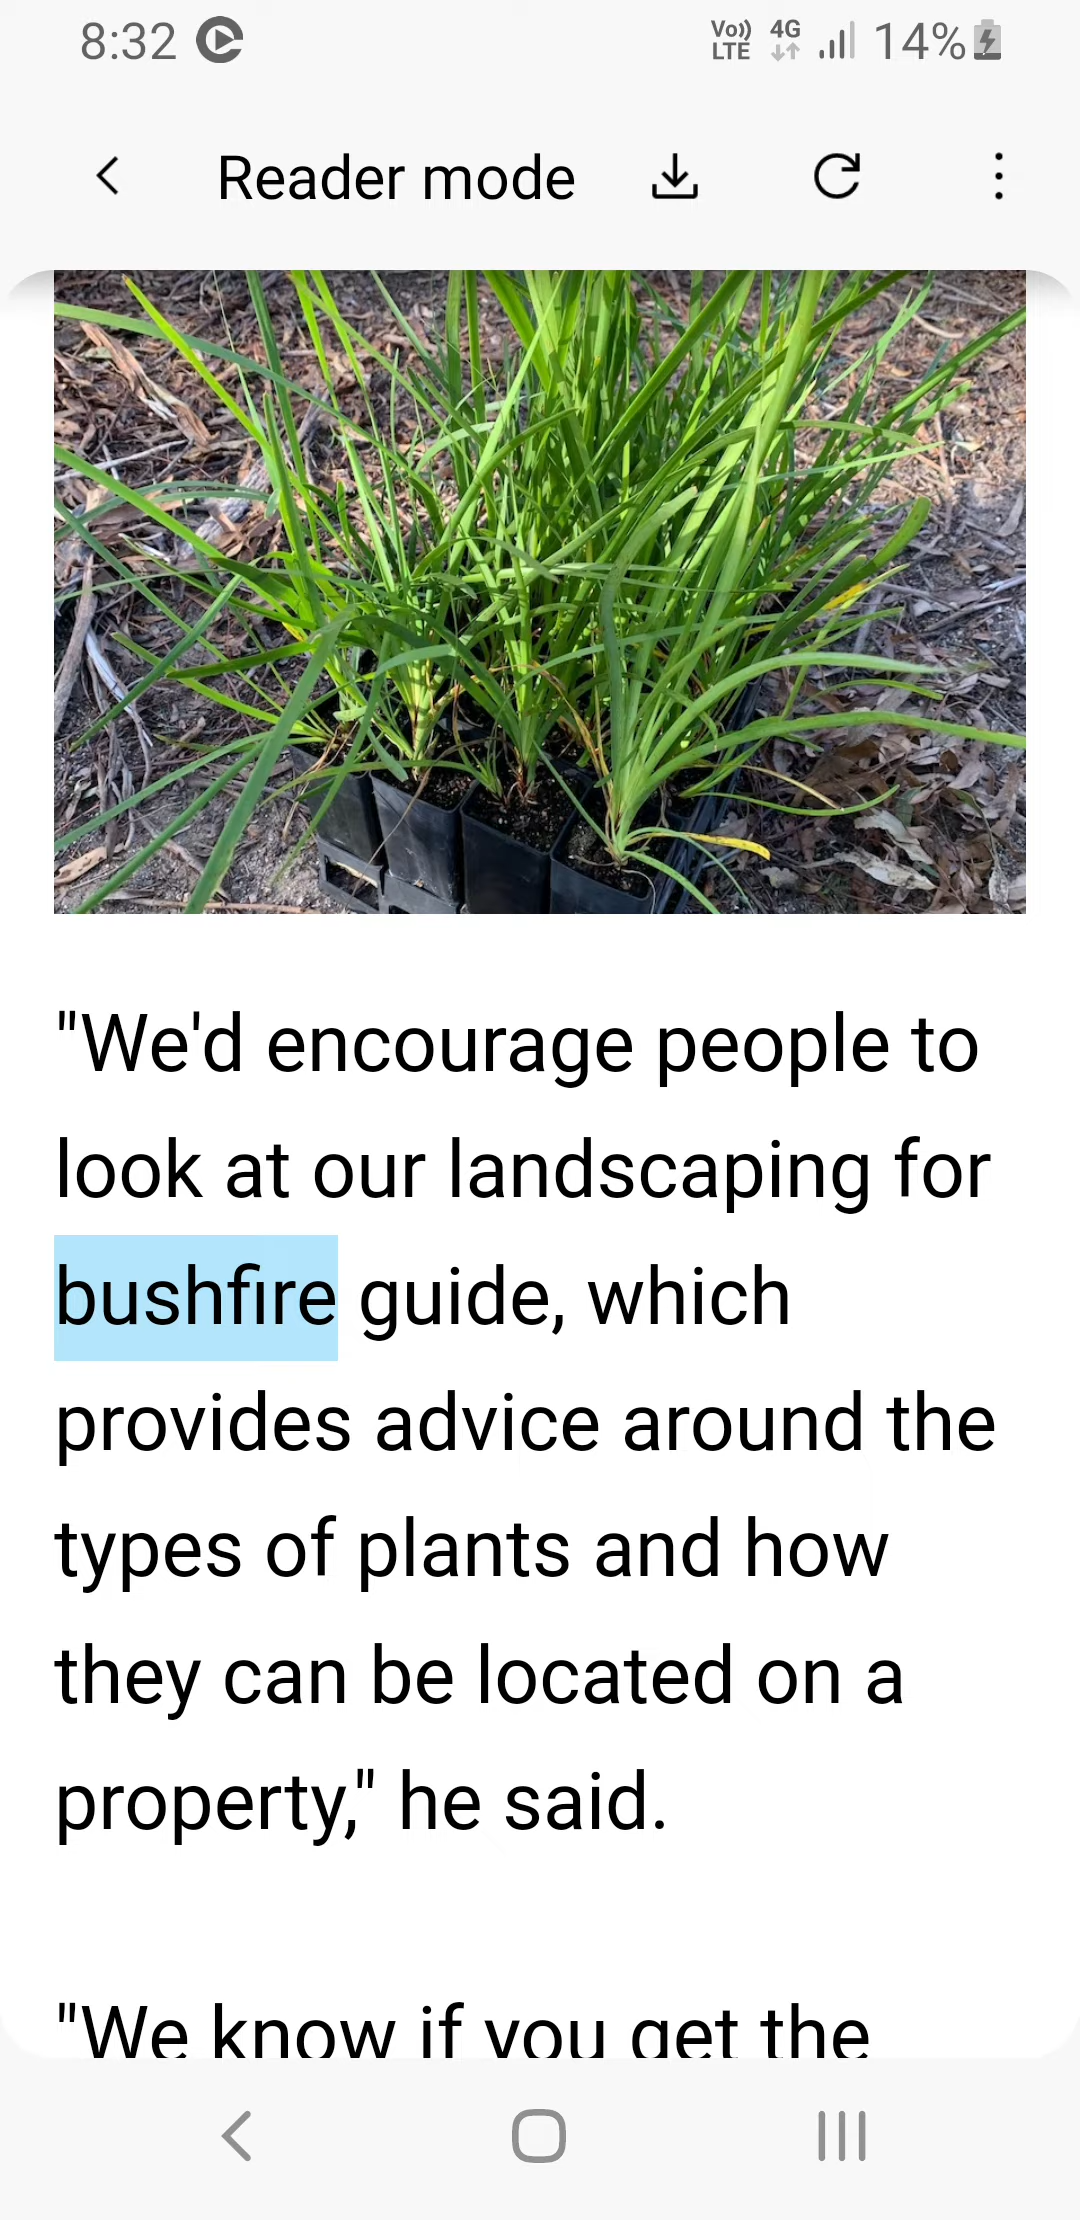 8:32 Vo)) LTE 4G 14%
Reader mode
"We'd encourage people to
look at our landscaping for
bushfire guide, which
provides advice around the
types of plants and how
they can be located on a
property," he said.
"We know if you get the